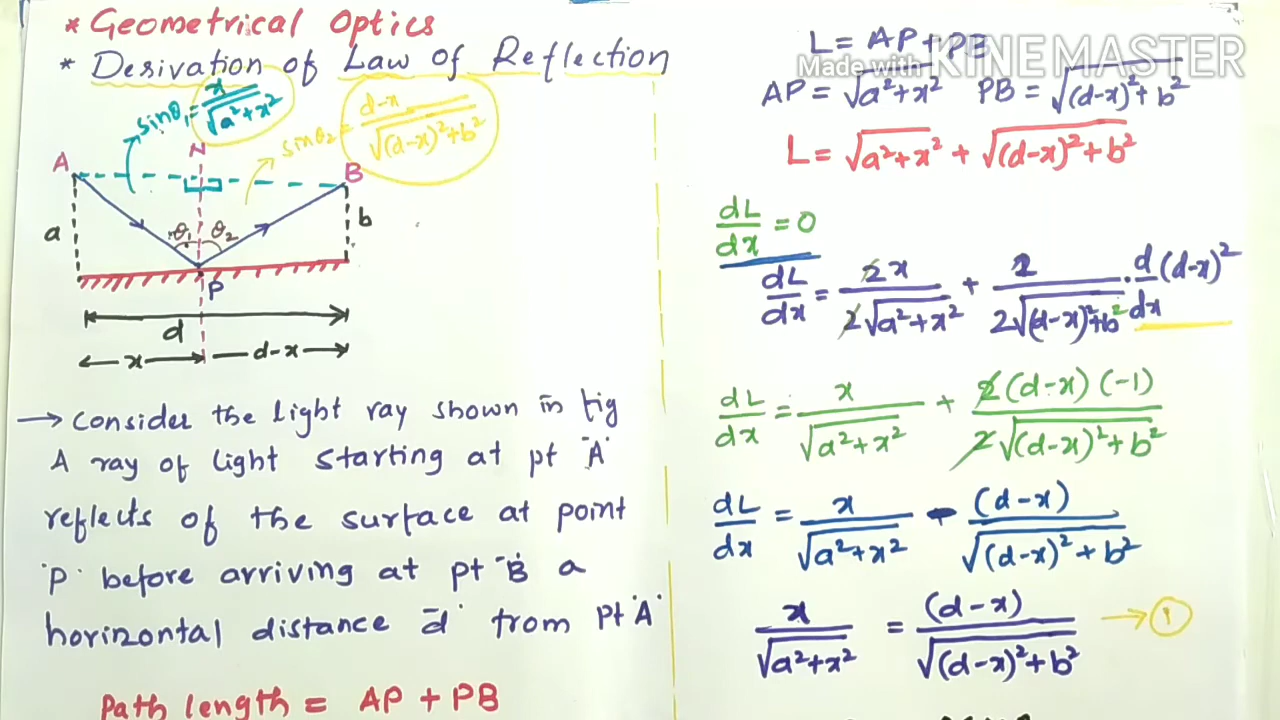 * Geometrical Optics
* Derivation of Law of Reflection
sinθ₁ = x/√(a²+x²)
sinθ₂ = d-x/√((d-x)²+b²)
A N B
a θ₁ θ₂ b
P
d
x d-x
→ Consider the light ray shown in fig
A ray of light starting at pt 'A'
reflects of the surface at point
'P' before arriving at pt 'B' a
horizontal distance 'd' from pt 'A'
Path length = AP + PB
L = AP + PB
Made with KINEMASTER
AP = √(a²+x²) PB = √((d-x)²+b²)
L = √(a²+x²) + √((d-x)²+b²)
dL/dx = 0
dL/dx = 2x/2√(a²+x²) + 1/2√((d-x)²+b²) · d/dx (d-x)²
dL/dx = x/√(a²+x²) + 2(d-x)(-1)/2√((d-x)²+b²)
dL/dx = x/√(a²+x²) - (d-x)/√((d-x)²+b²)
x/√(a²+x²) = (d-x)/√((d-x)²+b²) → ①